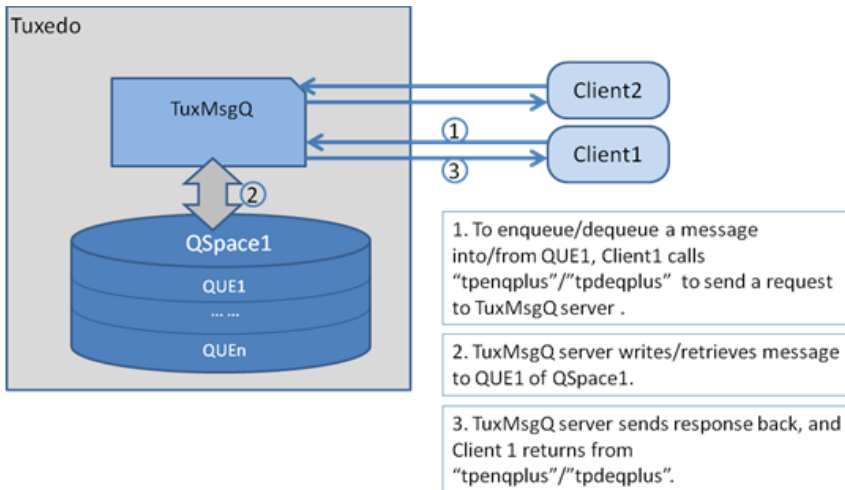 Tuxedo
TuxMsgQ
Client2
1
Client1
3
2
QSpace1
QUE1
... ...
QUEn
1. To enqueue/dequeue a message
into/from QUE1, Client1 calls
“tpenqplus”/”tpdeqplus” to send a request
to TuxMsgQ server .
2. TuxMsgQ server writes/retrieves message
to QUE1 of QSpace1.
3. TuxMsgQ server sends response back, and
Client 1 returns from
“tpenqplus”/”tpdeqplus”.